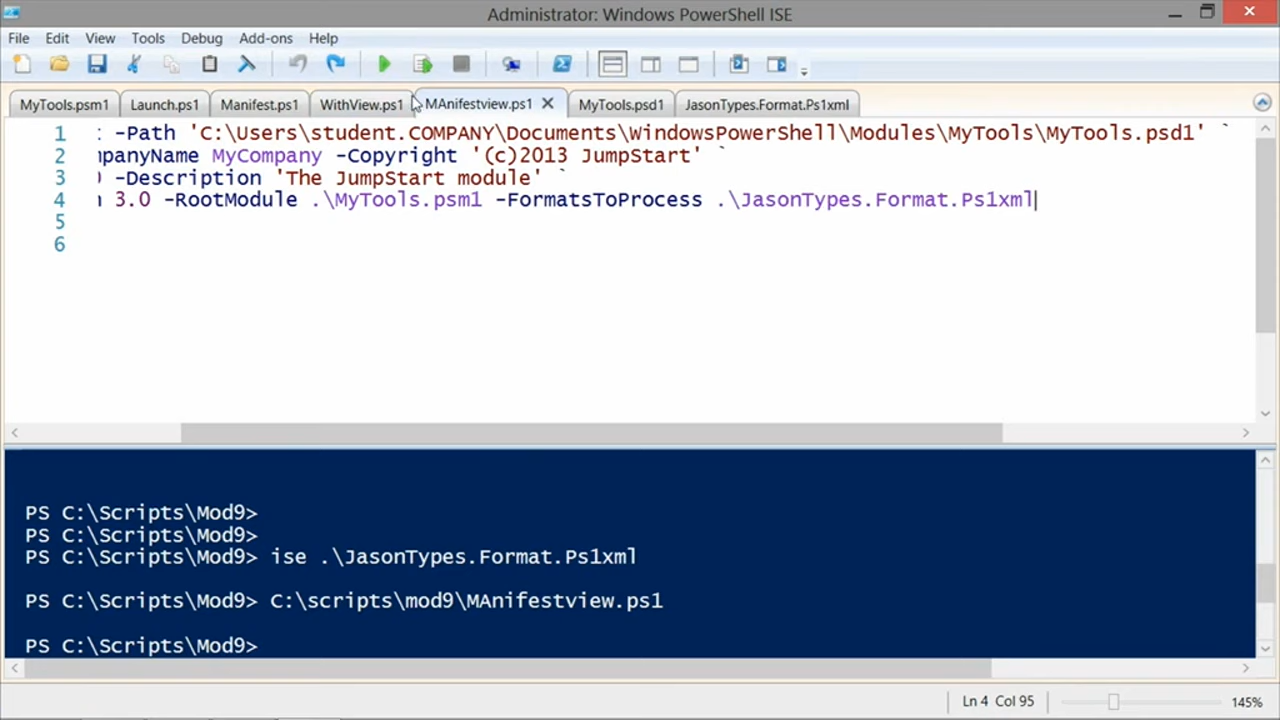 Administrator: Windows PowerShell ISE
File Edit View Tools Debug Add-ons Help
MyTools.psm1 Launch.ps1 Manifest.ps1 WithView.ps1 MAnifestview.ps1 MyTools.psd1 JasonTypes.Format.Ps1xml
1 : -Path 'C:\Users\student.COMPANY\Documents\WindowsPowerShell\Modules\MyTools\MyTools.psd1' `
2 panyName MyCompany -Copyright '(c)2013 JumpStart' `
3 -Description 'The JumpStart module' `
4 3.0 -RootModule .\MyTools.psm1 -FormatsToProcess .\JasonTypes.Format.Ps1xml
5
6
PS C:\Scripts\Mod9>
PS C:\Scripts\Mod9>
PS C:\Scripts\Mod9> ise .\JasonTypes.Format.Ps1xml
PS C:\Scripts\Mod9> C:\scripts\mod9\MAnifestview.ps1
PS C:\Scripts\Mod9>
Ln 4 Col 95 145%